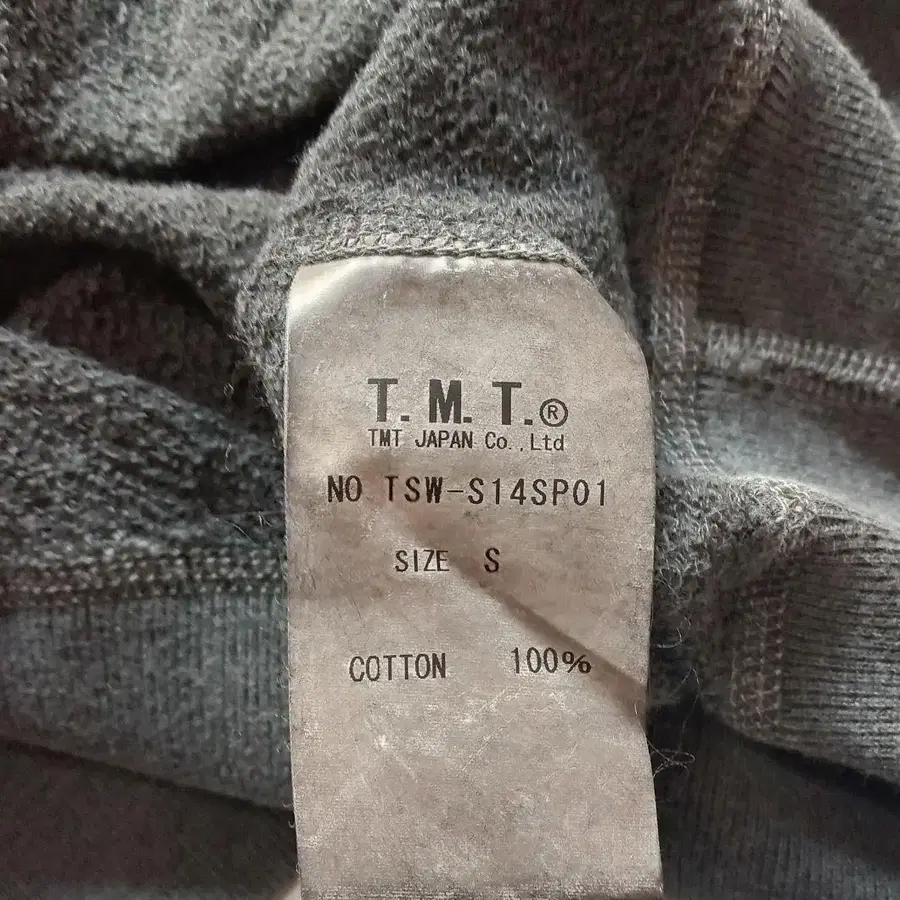 T.M.T.®
TMT JAPAN Co.,Ltd
NO TSW-S14SP01
SIZE S
COTTON 100%